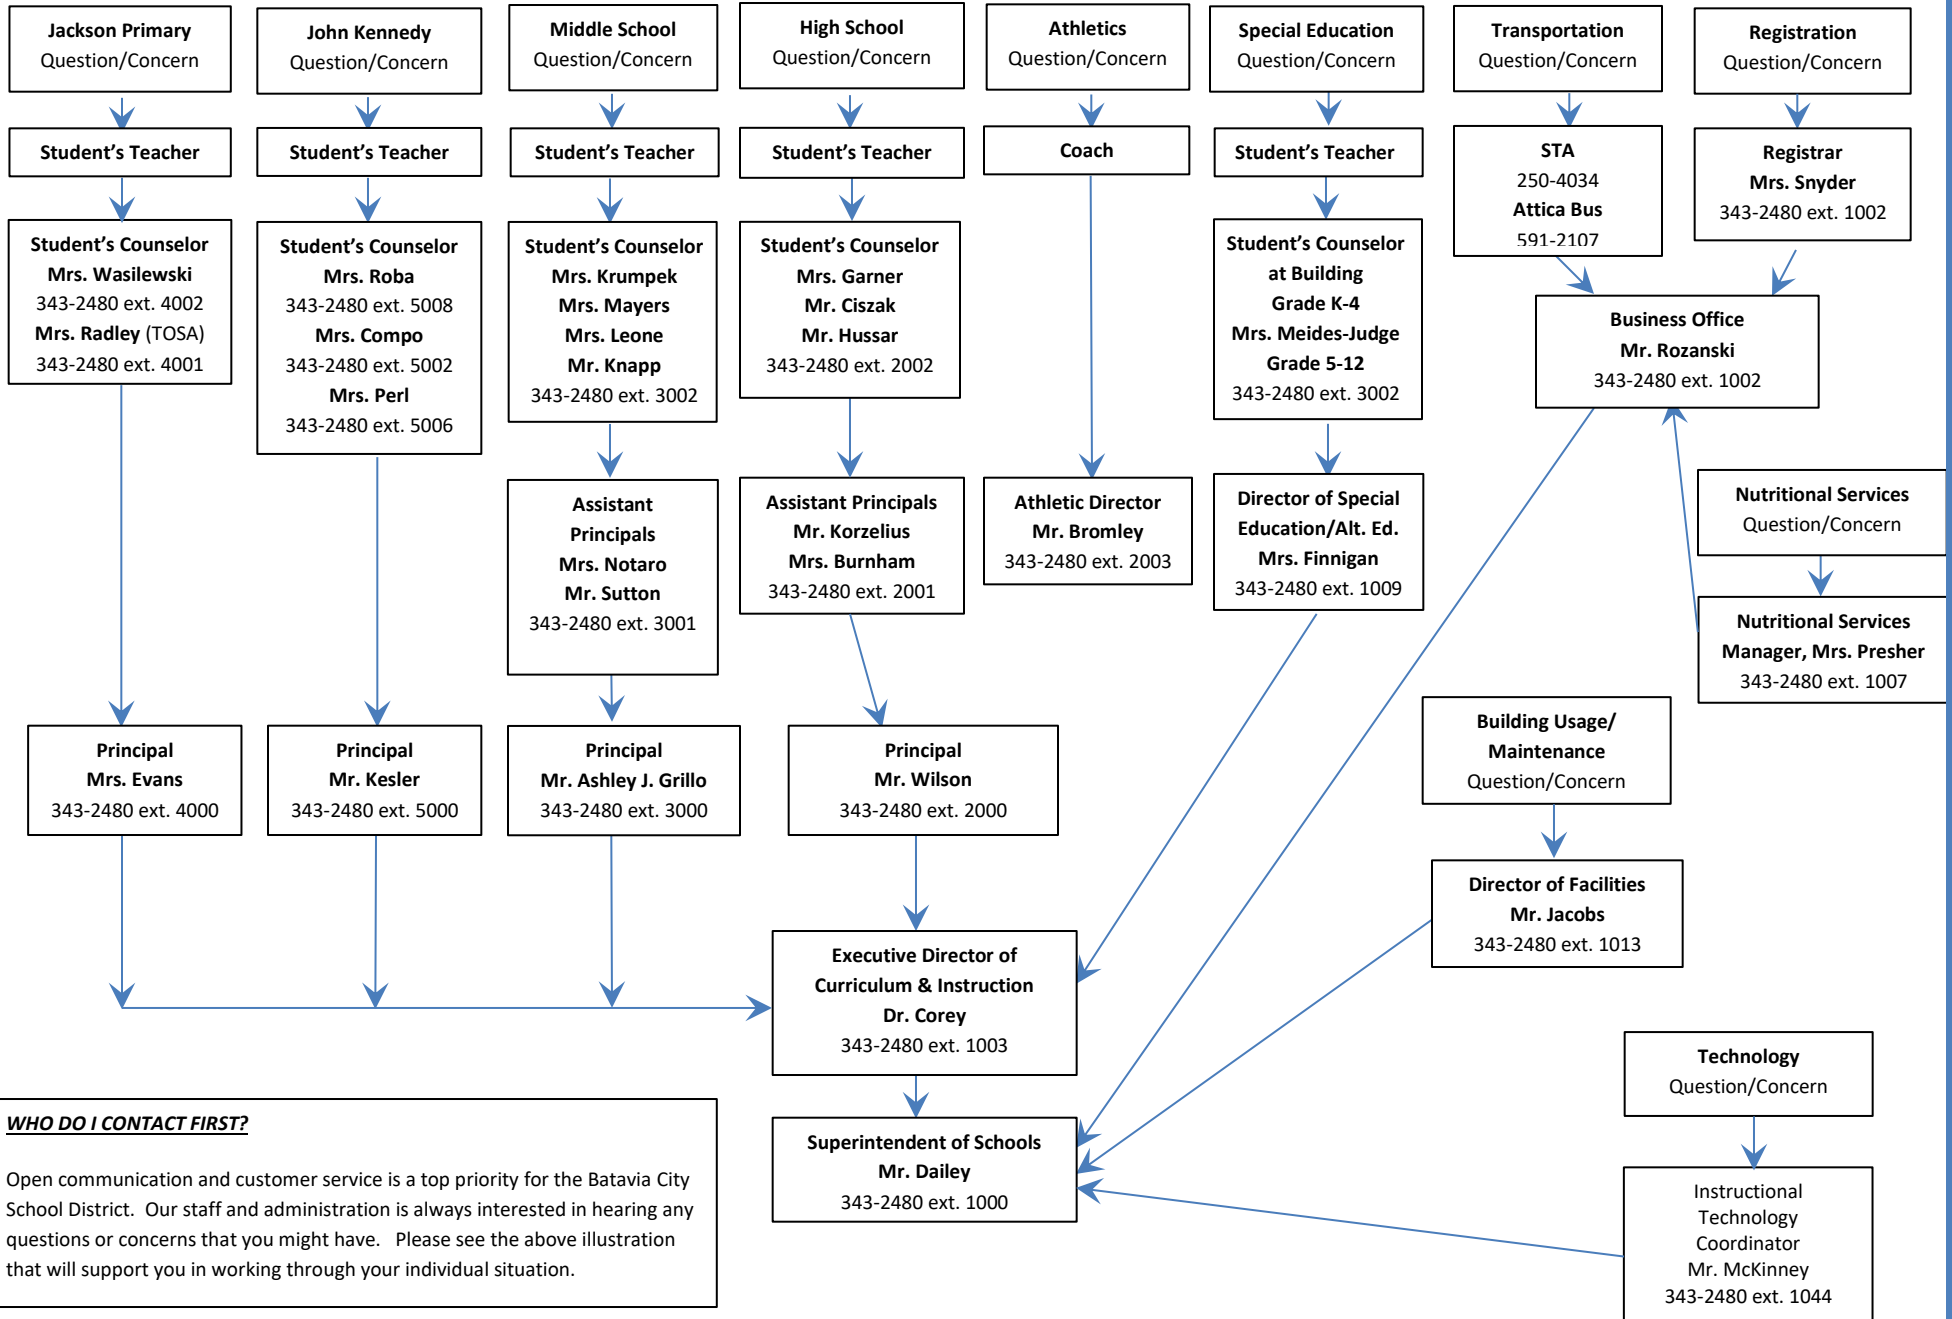 Jackson Primary
Question/Concern
John Kennedy
Question/Concern
Middle School
Question/Concern
High School
Question/Concern
Athletics
Question/Concern
Special Education
Question/Concern
Transportation
Question/Concern
Registration
Question/Concern
Student’s Teacher
Student’s Teacher
Student’s Teacher
Student’s Teacher
Coach
Student’s Teacher
STA
250-4034
Attica Bus
591-2107
Registrar
Mrs. Snyder
343-2480 ext. 1002
Student’s Counselor
Mrs. Wasilewski
343-2480 ext. 4002
Mrs. Radley (TOSA)
343-2480 ext. 4001
Student’s Counselor
Mrs. Roba
343-2480 ext. 5008
Mrs. Compo
343-2480 ext. 5002
Mrs. Perl
343-2480 ext. 5006
Student’s Counselor
Mrs. Krumpek
Mrs. Mayers
Mrs. Leone
Mr. Knapp
343-2480 ext. 3002
Student’s Counselor
Mrs. Garner
Mr. Ciszak
Mr. Hussar
343-2480 ext. 2002
Student’s Counselor
at Building
Grade K-4
Mrs. Meides-Judge
Grade 5-12
343-2480 ext. 3002
Business Office
Mr. Rozanski
343-2480 ext. 1002
Assistant
Principals
Mrs. Notaro
Mr. Sutton
343-2480 ext. 3001
Assistant Principals
Mr. Korzelius
Mrs. Burnham
343-2480 ext. 2001
Athletic Director
Mr. Bromley
343-2480 ext. 2003
Director of Special
Education/Alt. Ed.
Mrs. Finnigan
343-2480 ext. 1009
Nutritional Services
Question/Concern
Nutritional Services
Manager, Mrs. Presher
343-2480 ext. 1007
Principal
Mrs. Evans
343-2480 ext. 4000
Principal
Mr. Kesler
343-2480 ext. 5000
Principal
Mr. Ashley J. Grillo
343-2480 ext. 3000
Principal
Mr. Wilson
343-2480 ext. 2000
Building Usage/
Maintenance
Question/Concern
Director of Facilities
Mr. Jacobs
343-2480 ext. 1013
Executive Director of
Curriculum & Instruction
Dr. Corey
343-2480 ext. 1003
Technology
Question/Concern
Superintendent of Schools
Mr. Dailey
343-2480 ext. 1000
Instructional
Technology
Coordinator
Mr. McKinney
343-2480 ext. 1044
WHO DO I CONTACT FIRST?
Open communication and customer service is a top priority for the Batavia City
School District. Our staff and administration is always interested in hearing any
questions or concerns that you might have. Please see the above illustration
that will support you in working through your individual situation.